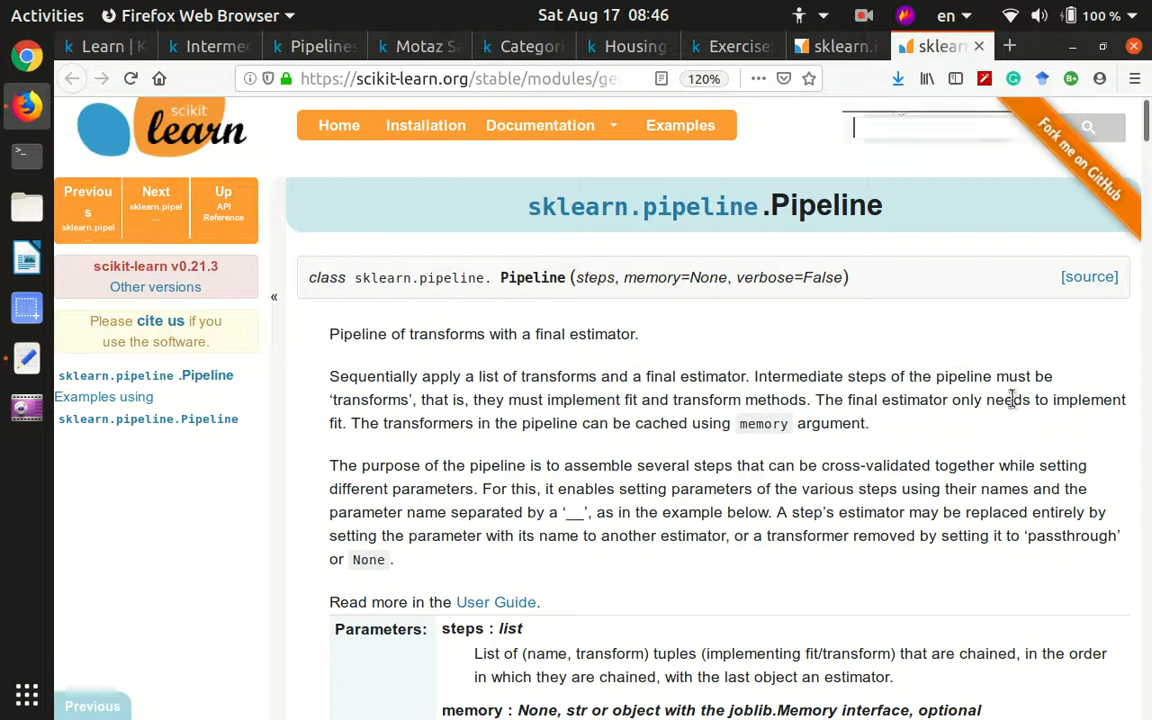 Activities Firefox Web Browser Sat Aug 17 08:46 en 100 %
Learn | K Interme Pipelines Motaz S Categori Housing Exercise: sklearn.i sklearn
https://scikit-learn.org/stable/modules/ge 120%
scikit
learn
Home Installation Documentation Examples
Fork me on GitHub
Previou
s
sklearn.pipel
...
Next
sklearn.pipel
...
Up
API
Reference
scikit-learn v0.21.3
Other versions
Please cite us if you
use the software.
sklearn.pipeline .Pipeline
Examples using
sklearn.pipeline.Pipeline
Previous
«
sklearn.pipeline.Pipeline
class sklearn.pipeline. Pipeline (steps, memory=None, verbose=False) [source]
Pipeline of transforms with a final estimator.
Sequentially apply a list of transforms and a final estimator. Intermediate steps of the pipeline must be
‘transforms’, that is, they must implement fit and transform methods. The final estimator only needs to implement
fit. The transformers in the pipeline can be cached using memory argument.
The purpose of the pipeline is to assemble several steps that can be cross-validated together while setting
different parameters. For this, it enables setting parameters of the various steps using their names and the
parameter name separated by a ‘__’, as in the example below. A step’s estimator may be replaced entirely by
setting the parameter with its name to another estimator, or a transformer removed by setting it to ‘passthrough’
or None .
Read more in the User Guide.
Parameters: steps : list
List of (name, transform) tuples (implementing fit/transform) that are chained, in the order
in which they are chained, with the last object an estimator.
memory : None, str or object with the joblib.Memory interface, optional